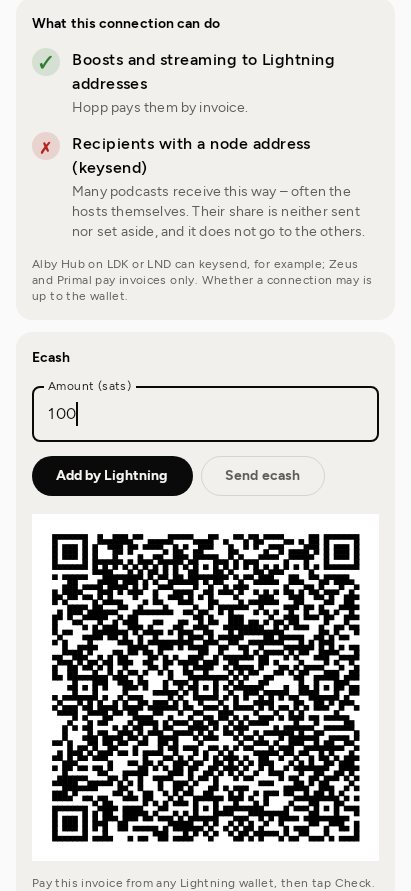 What this connection can do
✓ Boosts and streaming to Lightning
addresses
Hopp pays them by invoice.
✗ Recipients with a node address
(keysend)
Many podcasts receive this way – often the
hosts themselves. Their share is neither sent
nor set aside, and it does not go to the others.
Alby Hub on LDK or LND can keysend, for example; Zeus
and Primal pay invoices only. Whether a connection may is
up to the wallet.
Ecash
Amount (sats)
100
Add by Lightning
Send ecash
Pay this invoice from any Lightning wallet, then tap Check.